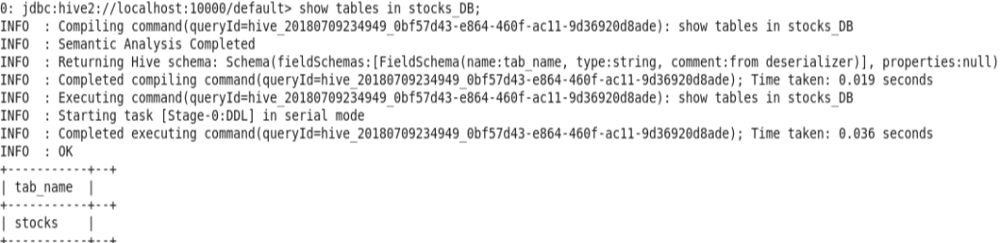 0: jdbc:hive2://localhost:10000/default> show tables in stocks_DB;
INFO  : Compiling command(queryId=hive_20180709234949_0bf57d43-e864-460f-ac11-9d36920d8ade): show tables in stocks_DB
INFO  : Semantic Analysis Completed
INFO  : Returning Hive schema: Schema(fieldSchemas:[FieldSchema(name:tab_name, type:string, comment:from deserializer)], properties:null)
INFO  : Completed compiling command(queryId=hive_20180709234949_0bf57d43-e864-460f-ac11-9d36920d8ade); Time taken: 0.019 seconds
INFO  : Executing command(queryId=hive_20180709234949_0bf57d43-e864-460f-ac11-9d36920d8ade): show tables in stocks_DB
INFO  : Starting task [Stage-0:DDL] in serial mode
INFO  : Completed executing command(queryId=hive_20180709234949_0bf57d43-e864-460f-ac11-9d36920d8ade); Time taken: 0.036 seconds
INFO  : OK
+-----------+--+
| tab_name  |
+-----------+--+
| stocks    |
+-----------+--+